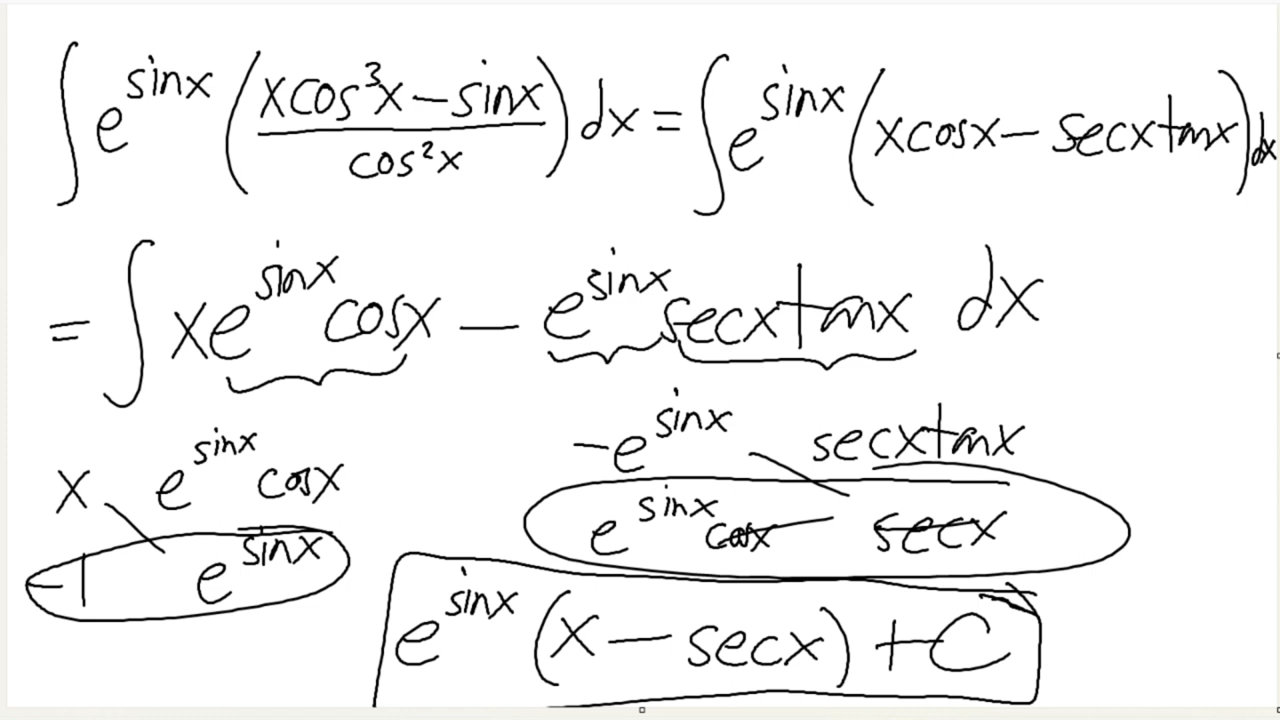 ∫ e^sinx ( (xcos³x − sinx) / cos²x ) dx = ∫ e^sinx (xcosx − secxtanx) dx
= ∫ xe^sinx cosx − e^sinx secxtanx dx
x e^sinx cosx
−1 e^sinx
−e^sinx secxtanx
e^sinx cosx secx
e^sinx (x − secx) + C